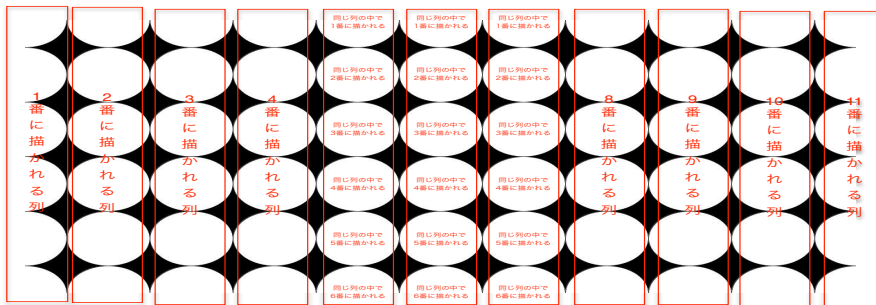 1番に描かれる列
2番に描かれる列
3番に描かれる列
4番に描かれる列
同じ列の中で
1番に描かれる
同じ列の中で
2番に描かれる
同じ列の中で
3番に描かれる
同じ列の中で
4番に描かれる
同じ列の中で
5番に描かれる
同じ列の中で
6番に描かれる
同じ列の中で
1番に描かれる
同じ列の中で
2番に描かれる
同じ列の中で
3番に描かれる
同じ列の中で
4番に描かれる
同じ列の中で
5番に描かれる
同じ列の中で
6番に描かれる
同じ列の中で
1番に描かれる
同じ列の中で
2番に描かれる
同じ列の中で
3番に描かれる
同じ列の中で
4番に描かれる
同じ列の中で
5番に描かれる
同じ列の中で
6番に描かれる
8番に描かれる列
9番に描かれる列
10番に描かれる列
11番に描かれる列